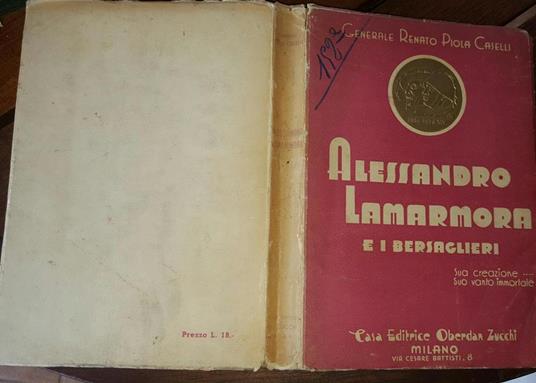 Generale Renato Piola Caselli
Alessandro
Lamarmora
e i Bersaglieri
Sua creazione ....
Suo vanto immortale
Casa Editrice Oberdan Zucchi
MILANO
VIA CESARE BATTISTI, 8
Prezzo L. 18.-